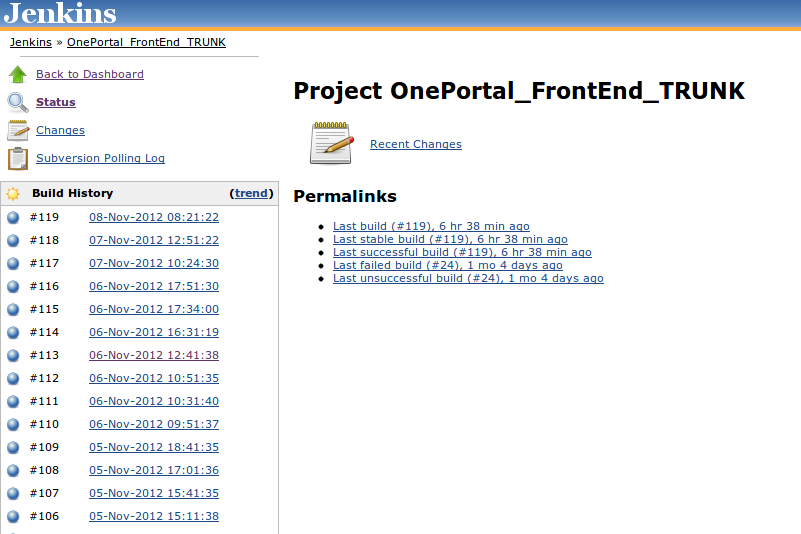 Jenkins
Jenkins » OnePortal_FrontEnd_TRUNK
Back to Dashboard
Status
Changes
Subversion Polling Log
Build History (trend)
#119 08-Nov-2012 08:21:22
#118 07-Nov-2012 12:51:22
#117 07-Nov-2012 10:24:30
#116 06-Nov-2012 17:51:30
#115 06-Nov-2012 17:34:00
#114 06-Nov-2012 16:31:19
#113 06-Nov-2012 12:41:38
#112 06-Nov-2012 10:51:35
#111 06-Nov-2012 10:31:40
#110 06-Nov-2012 09:51:37
#109 05-Nov-2012 18:41:35
#108 05-Nov-2012 17:01:36
#107 05-Nov-2012 15:41:35
#106 05-Nov-2012 15:11:38
Project OnePortal_FrontEnd_TRUNK
Recent Changes
Permalinks
Last build (#119), 6 hr 38 min ago
Last stable build (#119), 6 hr 38 min ago
Last successful build (#119), 6 hr 38 min ago
Last failed build (#24), 1 mo 4 days ago
Last unsuccessful build (#24), 1 mo 4 days ago